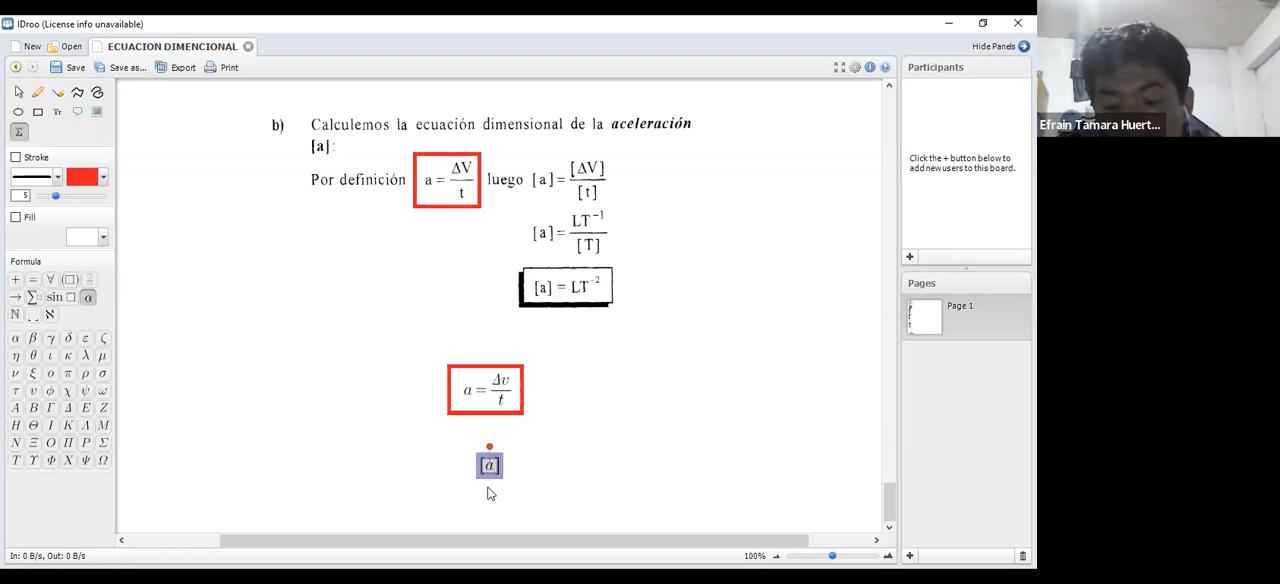 IDroo (License info unavailable)
New Open ECUACION DIMENCIONAL Hide Panels
Save Save as... Export Print
Participants
Efrain Tamara Huert...
Click the + button below to
add new users to this board.
Stroke
5
Fill
Formula
+ = ∀ (□)
→ Σ sin □ α
ℕ ℵ
α β γ δ ε ζ
η θ ι κ λ μ
ν ξ ο π ρ σ
τ υ φ χ ψ ω
Α Β Γ Δ Ε Ζ
Η Θ Ι Κ Λ Μ
Ν Ξ Ο Π Ρ Σ
Τ Υ Φ Χ Ψ Ω
b) Calculemos la ecuación dimensional de la aceleración
[a]:
Por definición a = ΔV/t luego [a] = [ΔV]/[t]
[a] = LT⁻¹/[T]
[a] = LT⁻²
a = Δv/t
[a]
Pages
Page 1
100%
In: 0 B/s, Out: 0 B/s